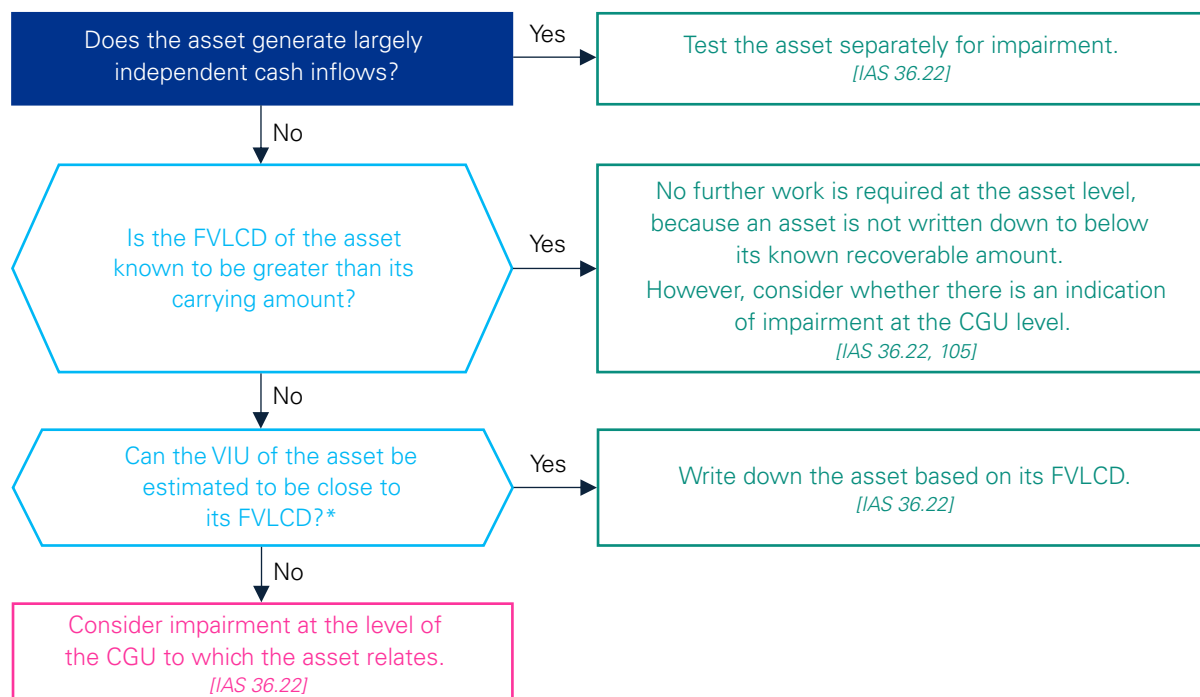 Does the asset generate largely
independent cash inflows?
Yes
Test the asset separately for impairment.
[IAS 36.22]
No
Is the FVLCD of the asset
known to be greater than its
carrying amount?
Yes
No further work is required at the asset level,
because an asset is not written down to below
its known recoverable amount.
However, consider whether there is an indication
of impairment at the CGU level.
[IAS 36.22, 105]
No
Can the VIU of the asset be
estimated to be close to
its FVLCD?*
Yes
Write down the asset based on its FVLCD.
[IAS 36.22]
No
Consider impairment at the level of
the CGU to which the asset relates.
[IAS 36.22]